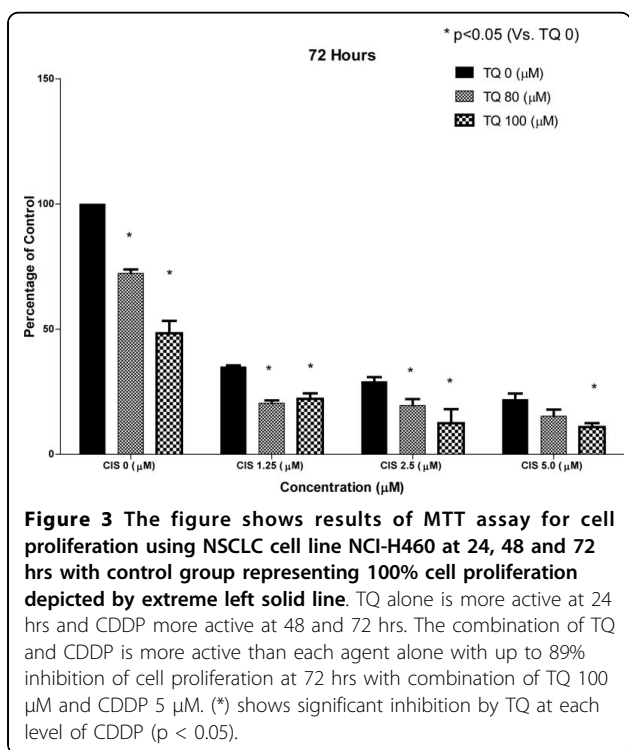 * p<0.05 (Vs. TQ 0)
72 Hours
TQ 0 (µM)
TQ 80 (µM)
TQ 100 (µM)
150
100
50
0
Percentage of Control
* * * * * * *
CIS 0 (µM) CIS 1.25 (µM) CIS 2.5 (µM) CIS 5.0 (µM)
Concentration (µM)
Figure 3 The figure shows results of MTT assay for cell
proliferation using NSCLC cell line NCI-H460 at 24, 48 and 72
hrs with control group representing 100% cell proliferation
depicted by extreme left solid line. TQ alone is more active at 24
hrs and CDDP more active at 48 and 72 hrs. The combination of TQ
and CDDP is more active than each agent alone with up to 89%
inhibition of cell proliferation at 72 hrs with combination of TQ 100
µM and CDDP 5 µM. (*) shows significant inhibition by TQ at each
level of CDDP (p < 0.05).